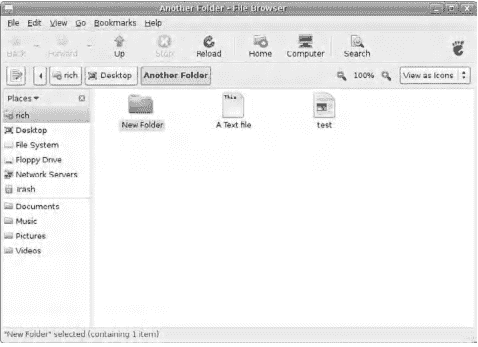 Another Folder - File Browser
File Edit View Go Bookmarks Help
Back Forward Up Stop Reload Home Computer Search
rich Desktop Another Folder 100% View as Icons
Places
rich
Desktop
File System
Floppy Drive
Network Servers
Trash
Documents
Music
Pictures
Videos
This
New Folder A Text file test
"New Folder" selected (containing 1 item)